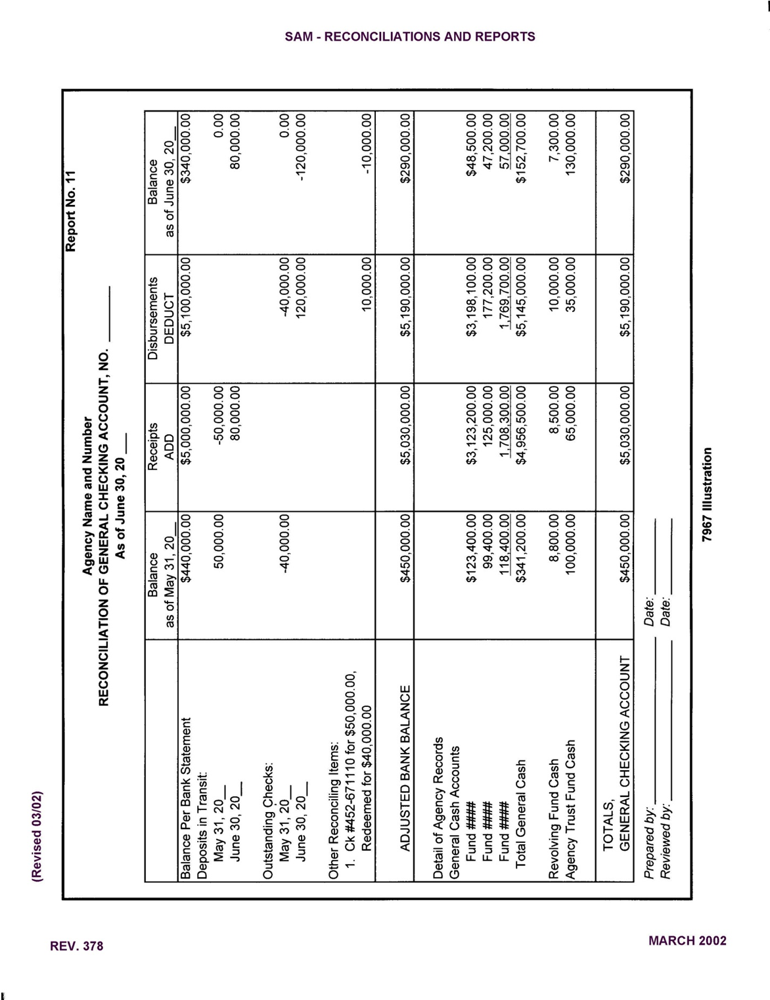 SAM - RECONCILIATIONS AND REPORTS
(Revised 03/02)
Report No. 11
Agency Name and Number
RECONCILIATION OF GENERAL CHECKING ACCOUNT, NO. ______
As of June 30, 20 __
Balance Receipts Disbursements Balance
as of May 31, 20__ ADD DEDUCT as of June 30, 20__
Balance Per Bank Statement $440,000.00 $5,000,000.00 $5,100,000.00 $340,000.00
Deposits in Transit:
May 31, 20__ 50,000.00 -50,000.00 0.00
June 30, 20__ 80,000.00 80,000.00
Outstanding Checks:
May 31, 20__ -40,000.00 -40,000.00 0.00
June 30, 20__ 120,000.00 -120,000.00
Other Reconciling Items:
1. Ck #452-671110 for $50,000.00,
Redeemed for $40,000.00 10,000.00 -10,000.00
ADJUSTED BANK BALANCE $450,000.00 $5,030,000.00 $5,190,000.00 $290,000.00
Detail of Agency Records
General Cash Accounts
Fund #### $123,400.00 $3,123,200.00 $3,198,100.00 $48,500.00
Fund #### 99,400.00 125,000.00 177,200.00 47,200.00
Fund #### 118,400.00 1,708,300.00 1,769,700.00 57,000.00
Total General Cash $341,200.00 $4,956,500.00 $5,145,000.00 $152,700.00
Revolving Fund Cash 8,800.00 8,500.00 10,000.00 7,300.00
Agency Trust Fund Cash 100,000.00 65,000.00 35,000.00 130,000.00
TOTALS,
GENERAL CHECKING ACCOUNT $450,000.00 $5,030,000.00 $5,190,000.00 $290,000.00
Prepared by: ______ Date: ______
Reviewed by: ______ Date: ______
7967 Illustration
REV. 378
MARCH 2002